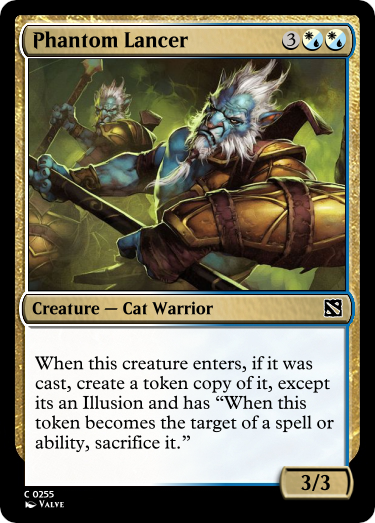 Phantom Lancer 3
Creature — Cat Warrior
When this creature enters, if it was
cast, create a token copy of it, except
its an Illusion and has “When this
token becomes the target of a spell or
ability, sacrifice it.”
3/3
C 0255
Valve